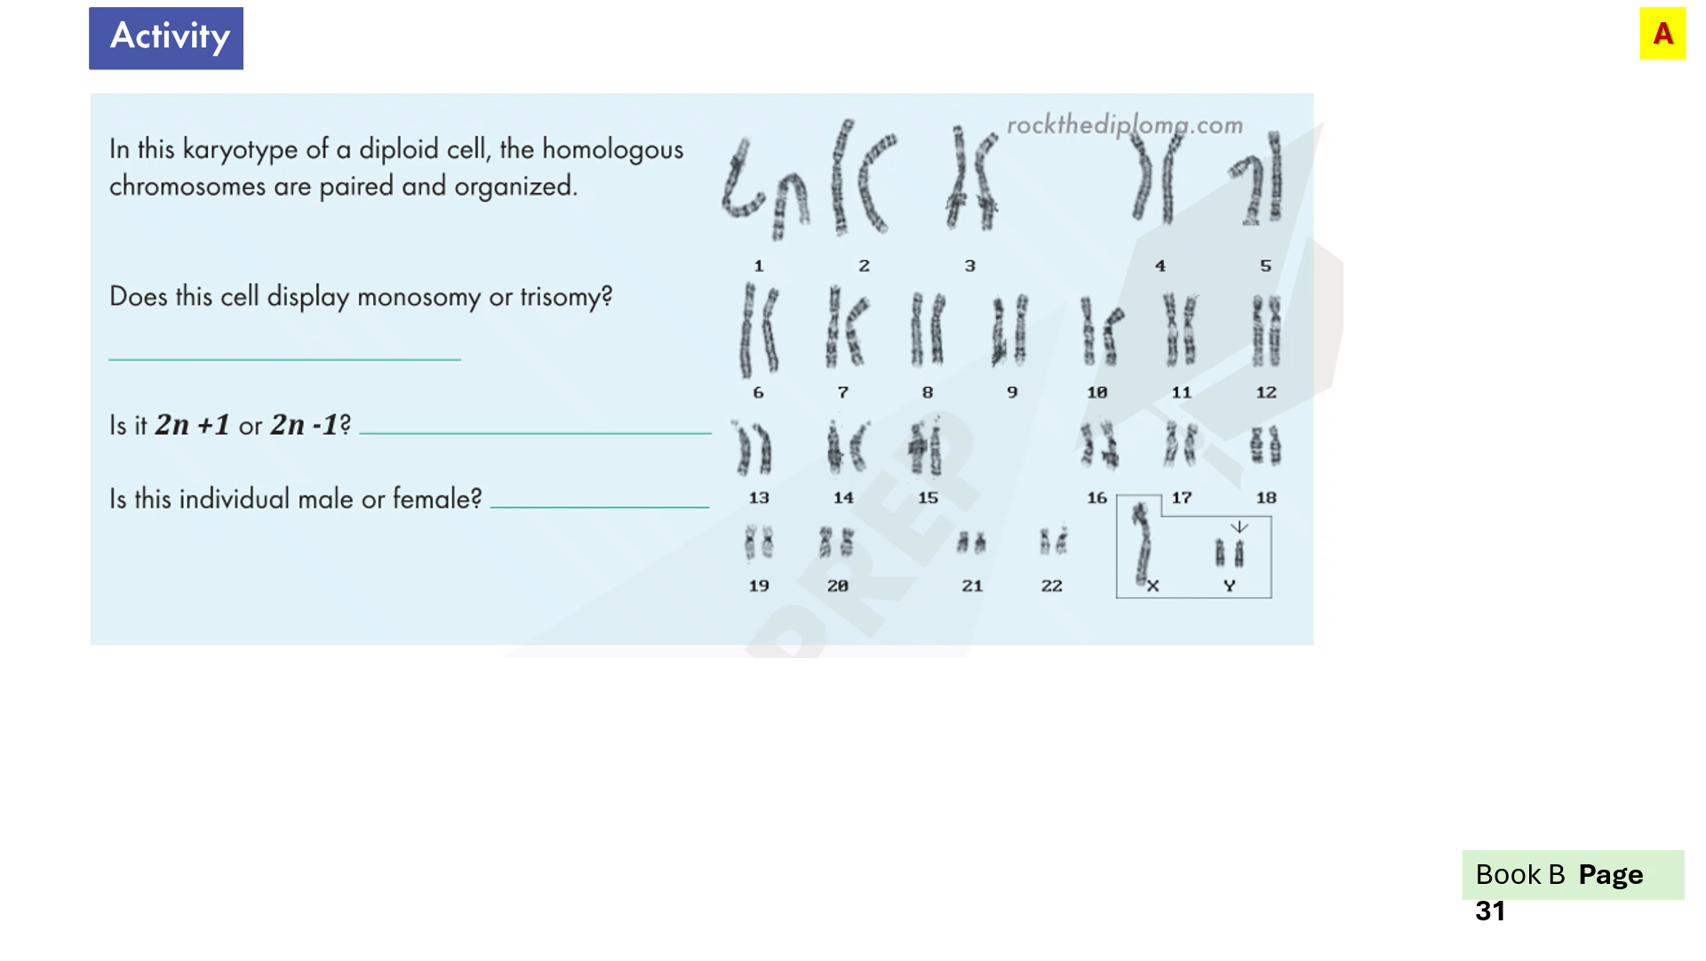 Activity
A
rockthediploma.com
In this karyotype of a diploid cell, the homologous
chromosomes are paired and organized.
1 2 3 4 5
Does this cell display monosomy or trisomy?
6 7 8 9 10 11 12
Is it 2n +1 or 2n -1?
Is this individual male or female?
13 14 15 16 17 18
19 20 21 22 X Y
PREP
Book B Page
31